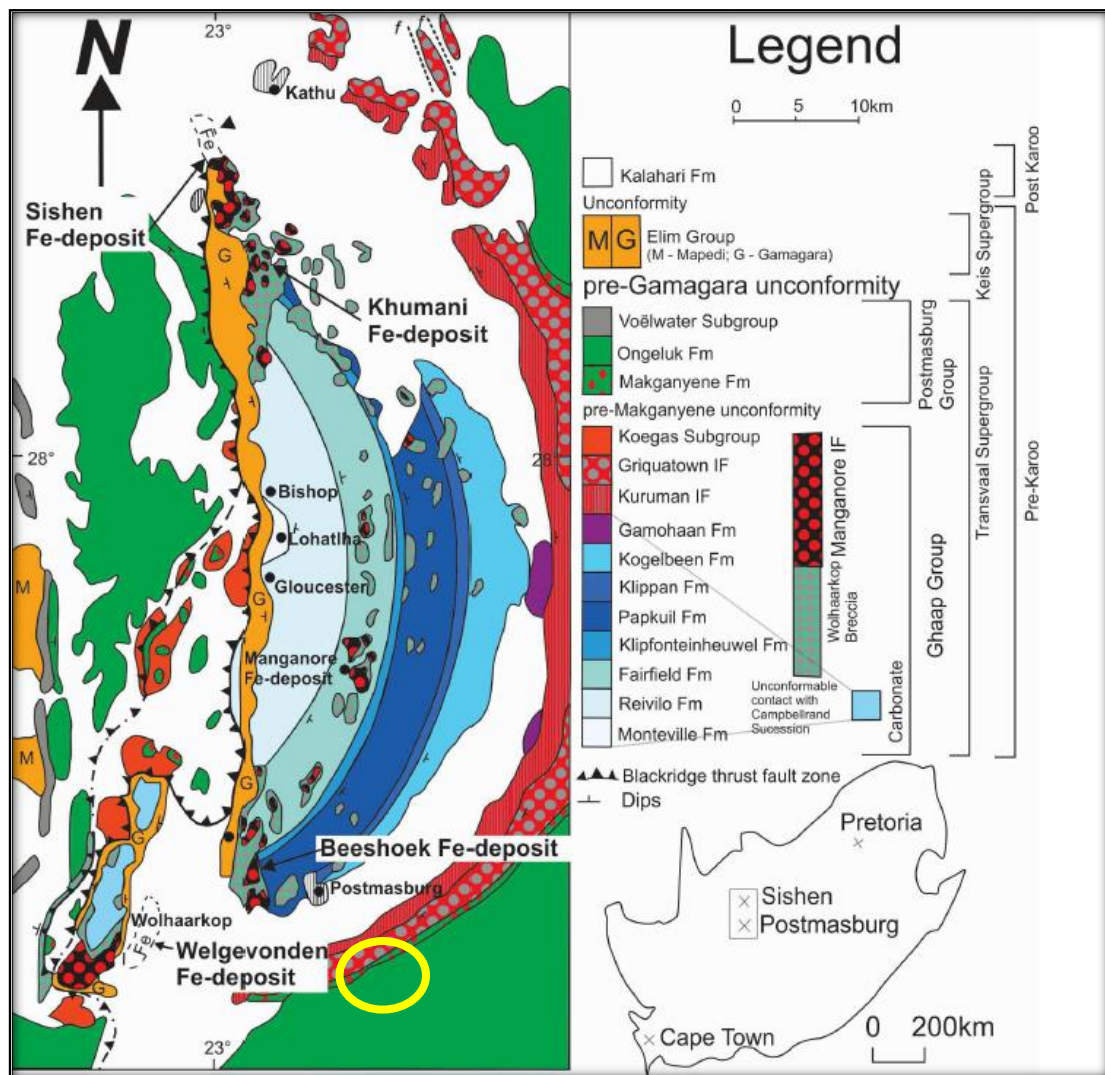 N
23°
f
f
Kathu
Fe
Sishen
Fe-deposit
G
Khumani
Fe-deposit
28°
28°
Bishop
Lohatlha
Gloucester
G
M
Manganore
Fe-deposit
M
G
G
Beeshoek Fe-deposit
Postmasburg
Wolhaarkop
Fe
Welgevonden
Fe-deposit
G
23°
Legend
0 5 10km
Kalahari Fm
Unconformity
M G
Elim Group
(M - Mapedi; G - Gamagara)
pre-Gamagara unconformity
Voëlwater Subgroup
Ongeluk Fm
Makganyene Fm
pre-Makganyene unconformity
Koegas Subgroup
Griquatown IF
Kuruman IF
Gamohaan Fm
Kogelbeen Fm
Klippan Fm
Papkuil Fm
Klipfonteinheuwel Fm
Fairfield Fm
Reivilo Fm
Monteville Fm
Manganore IF
Wolhaarkop
Breccia
Unconformable
contact with
Campbellrand
Sucession
Carbonate
Ghaap Group
Postmasburg
Group
Transvaal Supergroup
Keis Supergroup
Post Karoo
Pre-Karoo
Blackridge thrust fault zone
Dips
Pretoria
Sishen
Postmasburg
Cape Town
0 200km